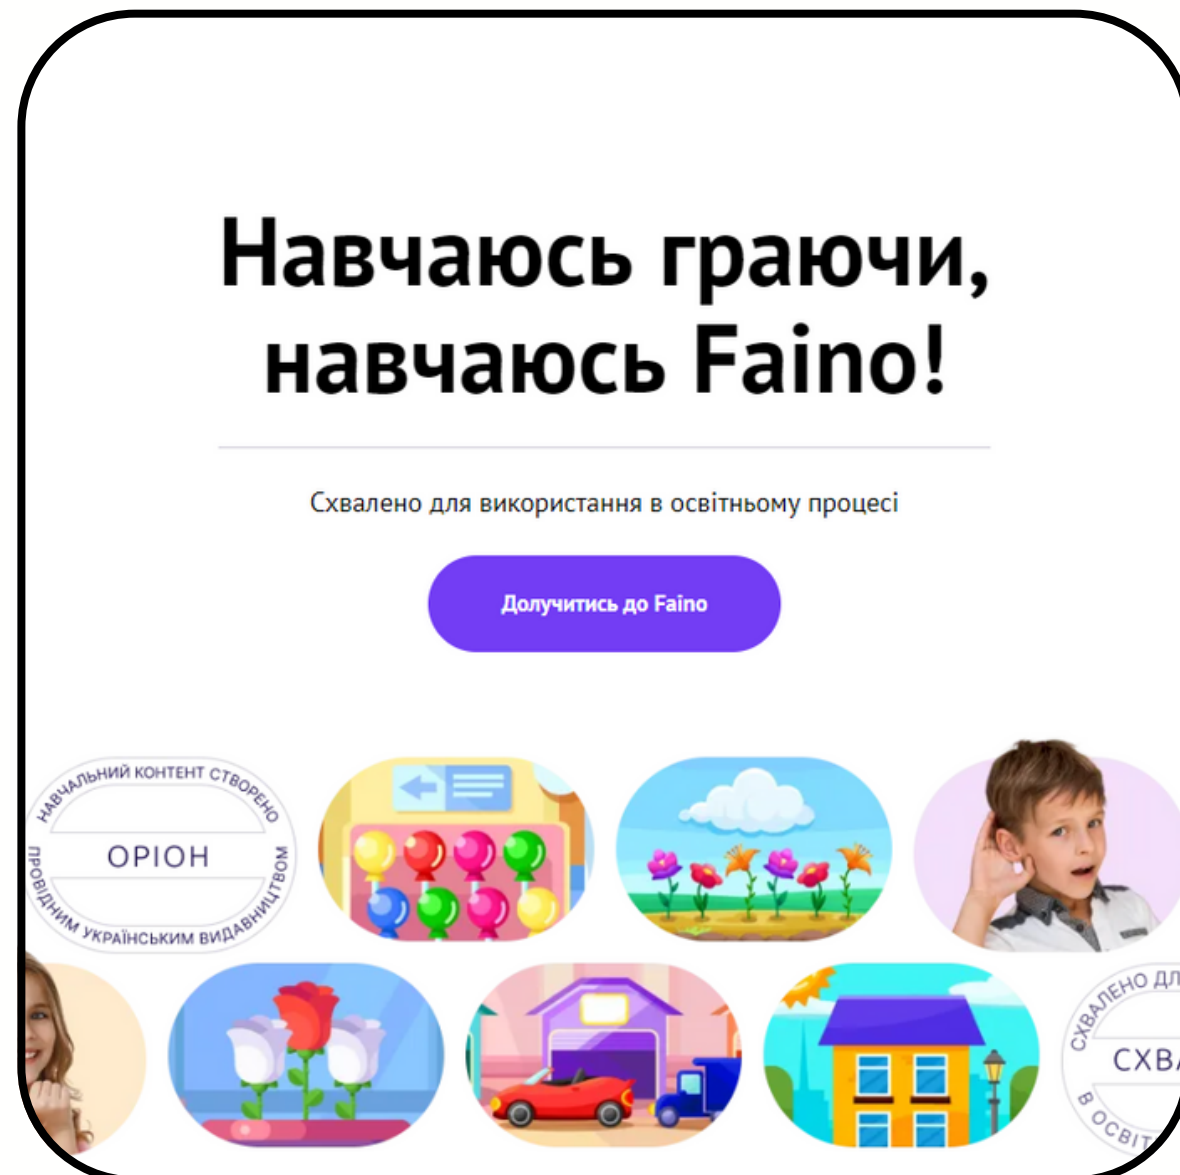 Навчаюсь граючи,
навчаюсь Faino!
Схвалено для використання в освітньому процесі
Долучитись до Faino
НАВЧАЛЬНИЙ КОНТЕНТ СТВОРЕНО
ОРІОН
ПРОВІДНИМ УКРАЇНСЬКИМ ВИДАВНИЦТВОМ
СХВАЛЕНО